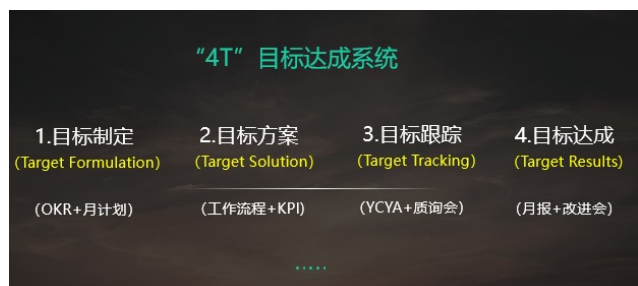 “4T”目标达成系统
1.目标制定 2.目标方案 3.目标跟踪 4.目标达成
(Target Formulation) (Target Solution) (Target Tracking) (Target Results)
(OKR+月计划) (工作流程+KPI) (YCYA+质询会) (月报+改进会)